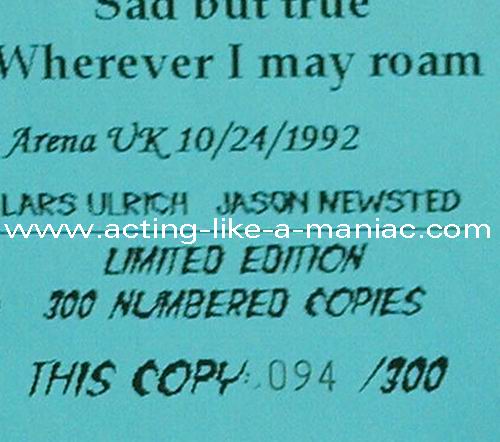 Sad but true
Wherever I may roam
Arena UK 10/24/1992
LARS ULRICH JASON NEWSTED
www.acting-like-a-maniac.com
LIMITED EDITION
300 NUMBERED COPIES
THIS COPY: 094 /300